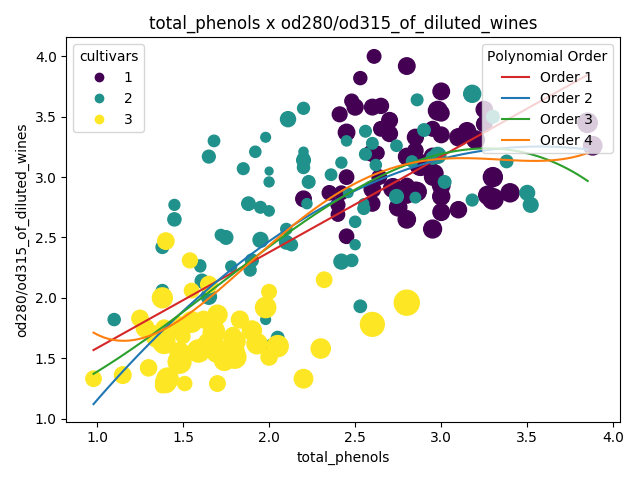 total_phenols x od280/od315_of_diluted_wines
cultivars
1
2
3
Polynomial Order
Order 1
Order 2
Order 3
Order 4
od280/od315_of_diluted_wines
4.0
3.5
3.0
2.5
2.0
1.5
1.0
1.0 1.5 2.0 2.5 3.0 3.5 4.0
total_phenols